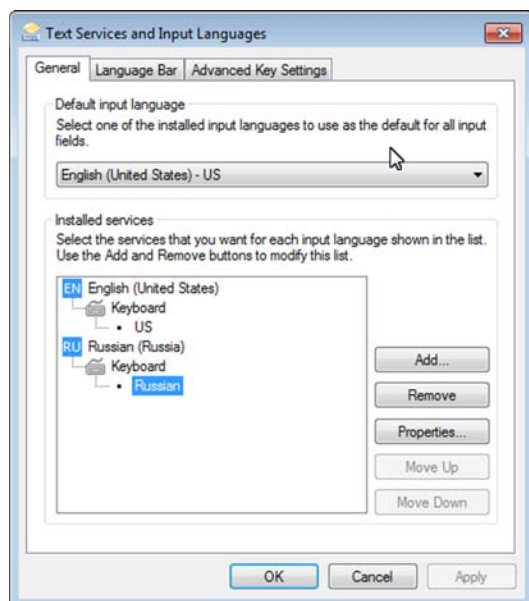 Text Services and Input Languages
General
Language Bar
Advanced Key Settings
Default input language
Select one of the installed input languages to use as the default for all input
fields.
English (United States) - US
Installed services
Select the services that you want for each input language shown in the list.
Use the Add and Remove buttons to modify this list.
EN English (United States)
Keyboard
US
RU Russian (Russia)
Keyboard
Russian
Add...
Remove
Properties...
Move Up
Move Down
OK
Cancel
Apply